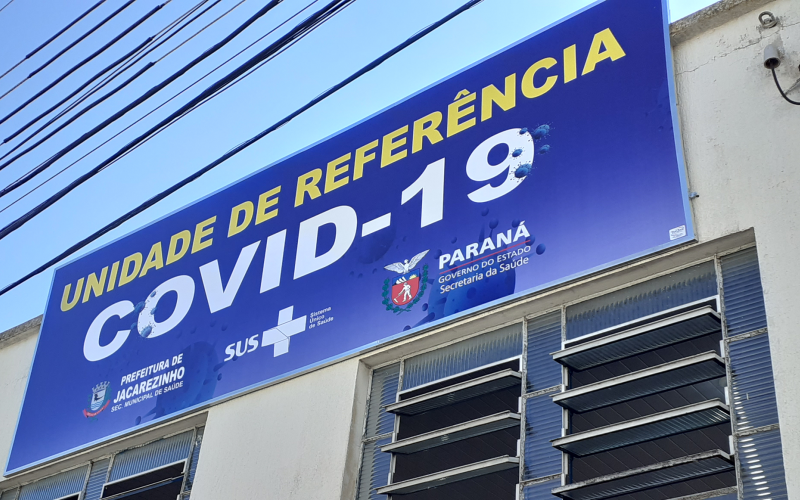 UNIDADE DE REFERÊNCIA
COVID-19
PREFEITURA DE
JACAREZINHO
SEC. MUNICIPAL DE SAÚDE
SUS
Sistema
Único
de Saúde
PARANÁ
GOVERNO DO ESTADO
Secretaria da Saúde